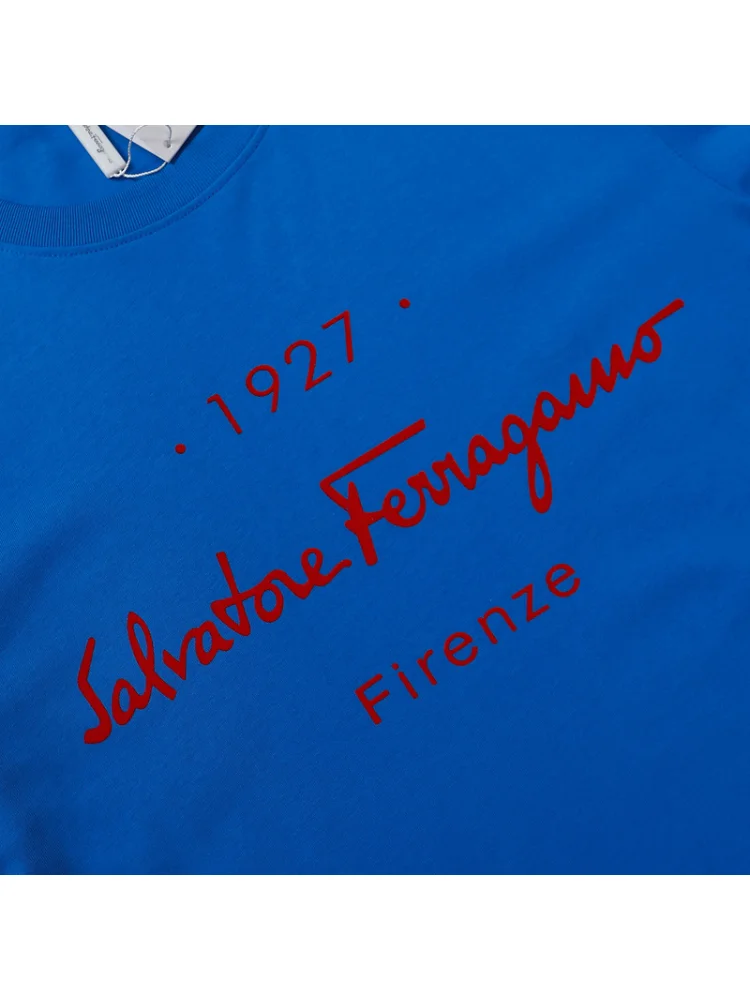 · 1927 ·
Salvatore Ferragamo
Firenze